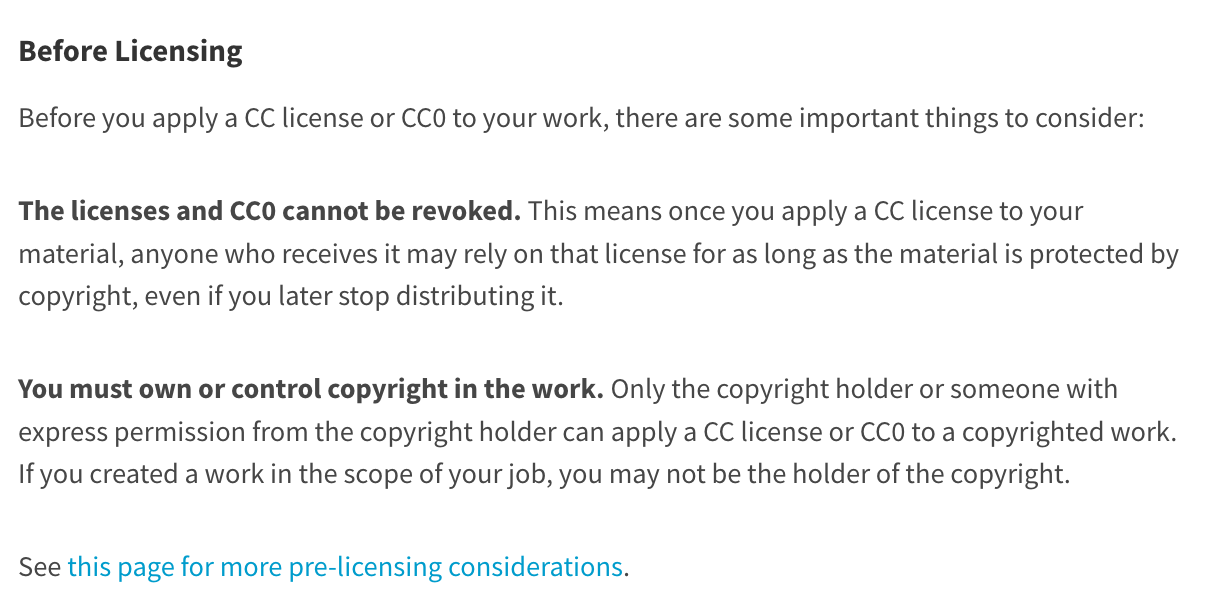 Before Licensing
Before you apply a CC license or CC0 to your work, there are some important things to consider:
The licenses and CC0 cannot be revoked. This means once you apply a CC license to your
material, anyone who receives it may rely on that license for as long as the material is protected by
copyright, even if you later stop distributing it.
You must own or control copyright in the work. Only the copyright holder or someone with
express permission from the copyright holder can apply a CC license or CC0 to a copyrighted work.
If you created a work in the scope of your job, you may not be the holder of the copyright.
See this page for more pre-licensing considerations.